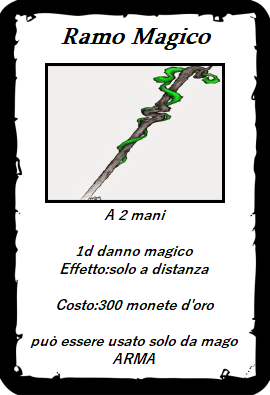 Ramo Magico
A 2 mani
1d danno magico
Effetto:solo a distanza
Costo:300 monete d'oro
può essere usato solo da mago
ARMA